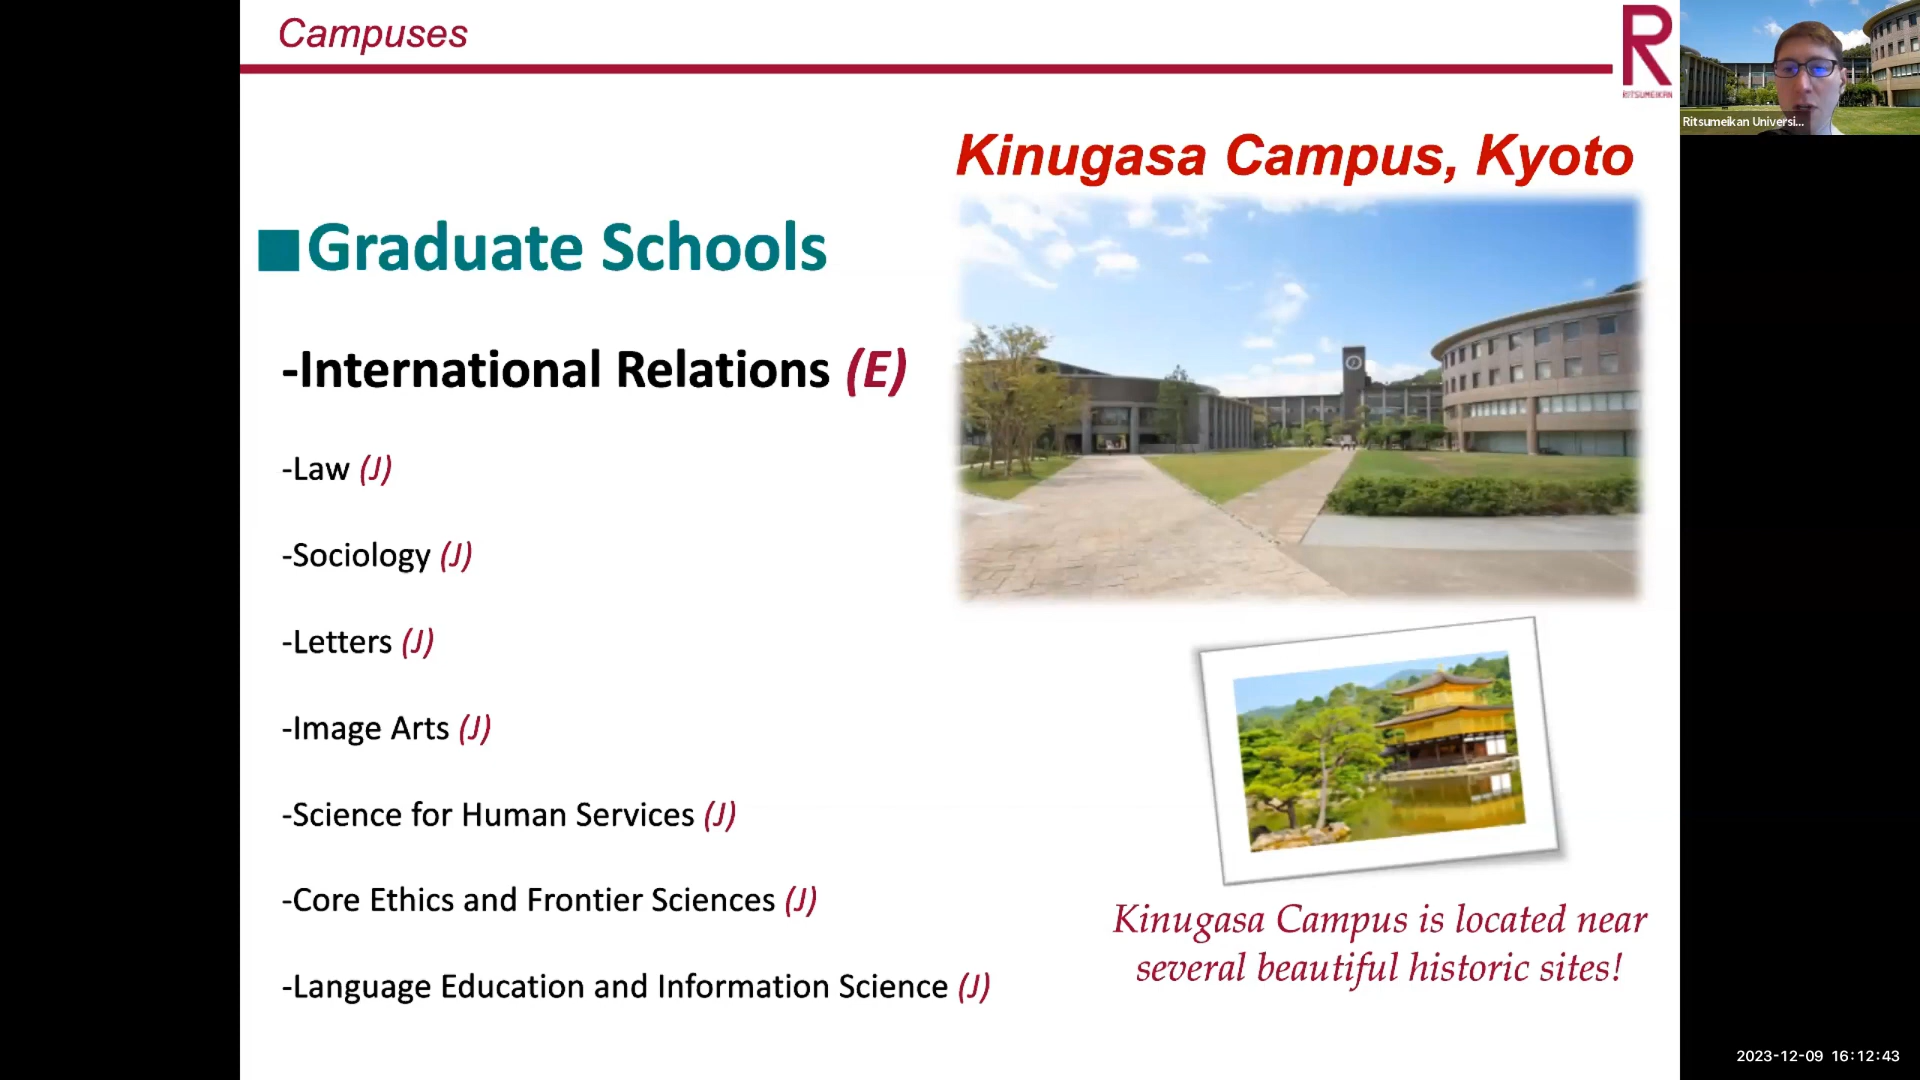 Campuses
RITSUMEIKAN
Ritsumeikan Universi...
Kinugasa Campus, Kyoto
■Graduate Schools
-International Relations (E)
-Law (J)
-Sociology (J)
-Letters (J)
-Image Arts (J)
-Science for Human Services (J)
-Core Ethics and Frontier Sciences (J)
-Language Education and Information Science (J)
Kinugasa Campus is located near
several beautiful historic sites!
2023-12-09 16:12:43